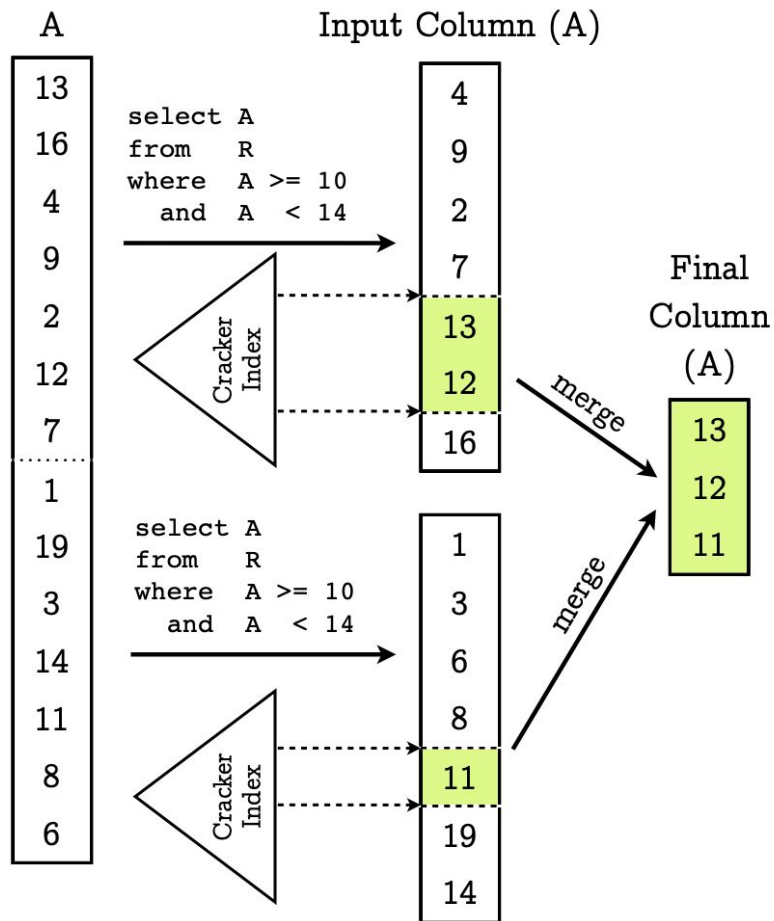 A
13
16
4
9
2
12
7
1
19
3
14
11
8
6
select A
from R
where A >= 10
and A < 14
Cracker
Index
select A
from R
where A >= 10
and A < 14
Cracker
Index
Input Column (A)
4
9
2
7
13
12
16
1
3
6
8
11
19
14
merge
merge
Final
Column
(A)
13
12
11